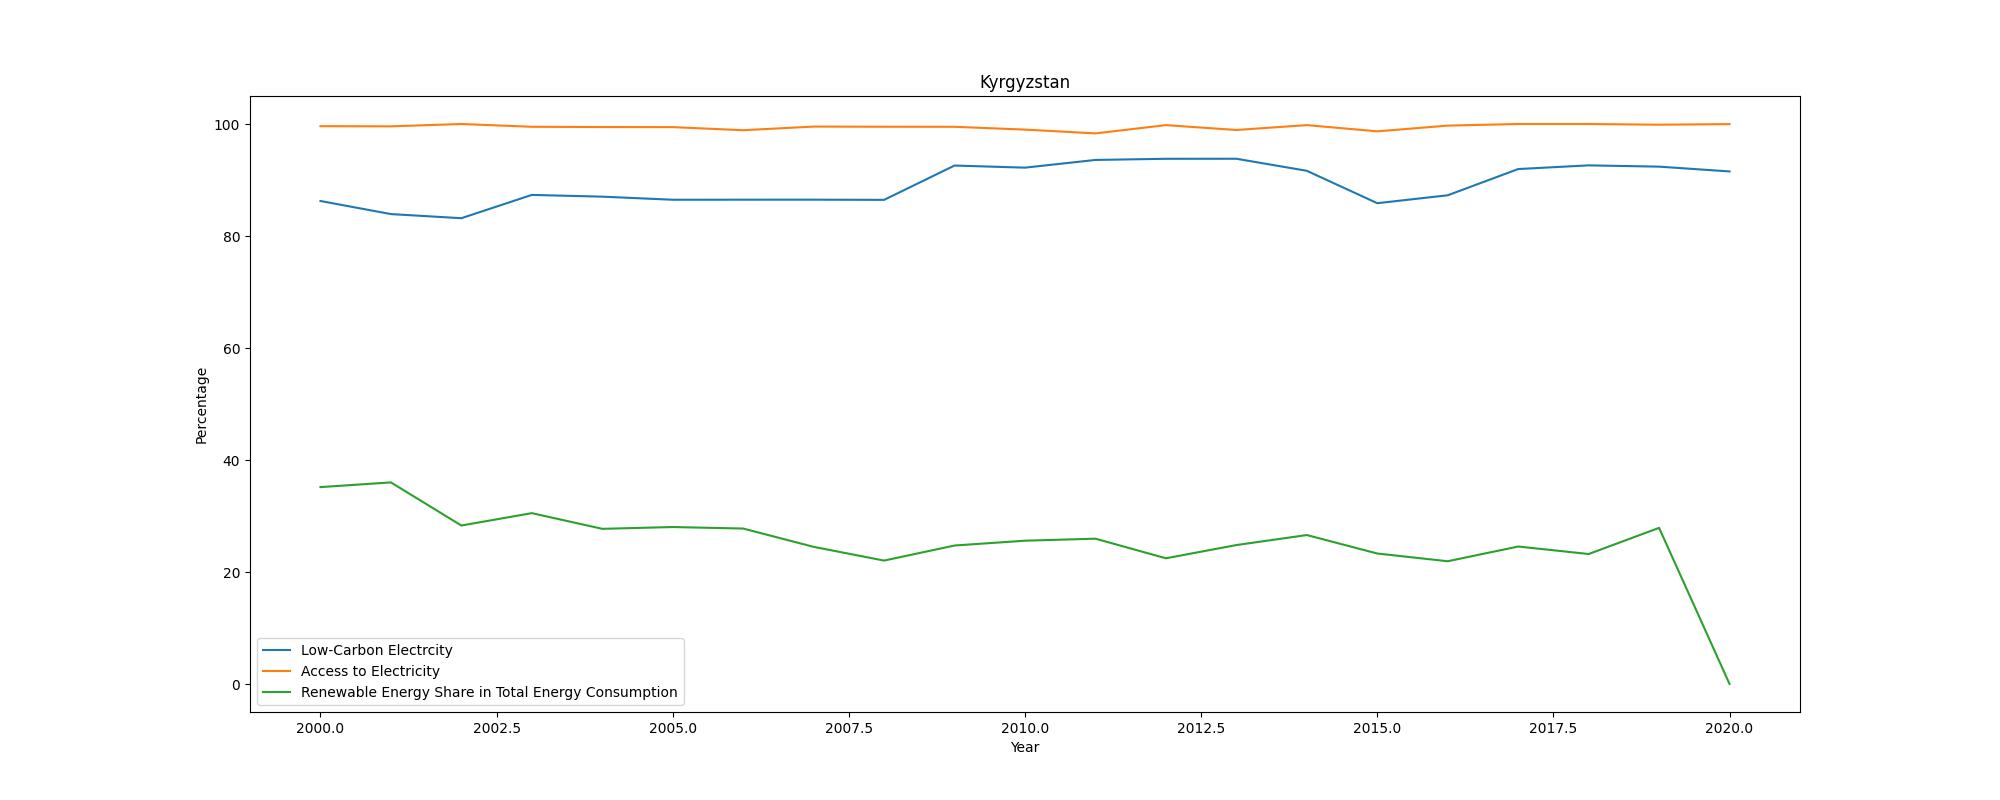 Kyrgyzstan
100
80
60
40
20
0
Percentage
Low-Carbon Electrcity
Access to Electricity
Renewable Energy Share in Total Energy Consumption
2000.0 2002.5 2005.0 2007.5 2010.0 2012.5 2015.0 2017.5 2020.0
Year